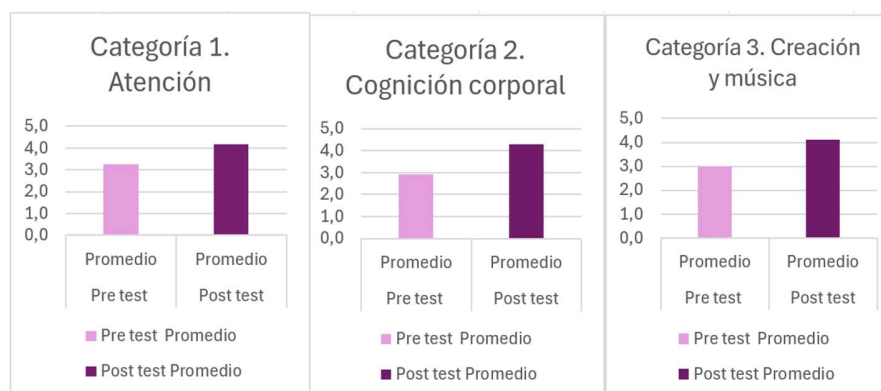 Categoría 1.
Atención
5,0
4,0
3,0
2,0
1,0
0,0
Promedio Promedio
Pre test Post test
Pre test Promedio
Post test Promedio
Categoría 2.
Cognición corporal
5,0
4,0
3,0
2,0
1,0
0,0
Promedio Promedio
Pre test Post test
Pre test Promedio
Post test Promedio
Categoría 3. Creación
y música
5,0
4,0
3,0
2,0
1,0
0,0
Promedio Promedio
Pre test Post test
Pre test Promedio
Post test Promedio